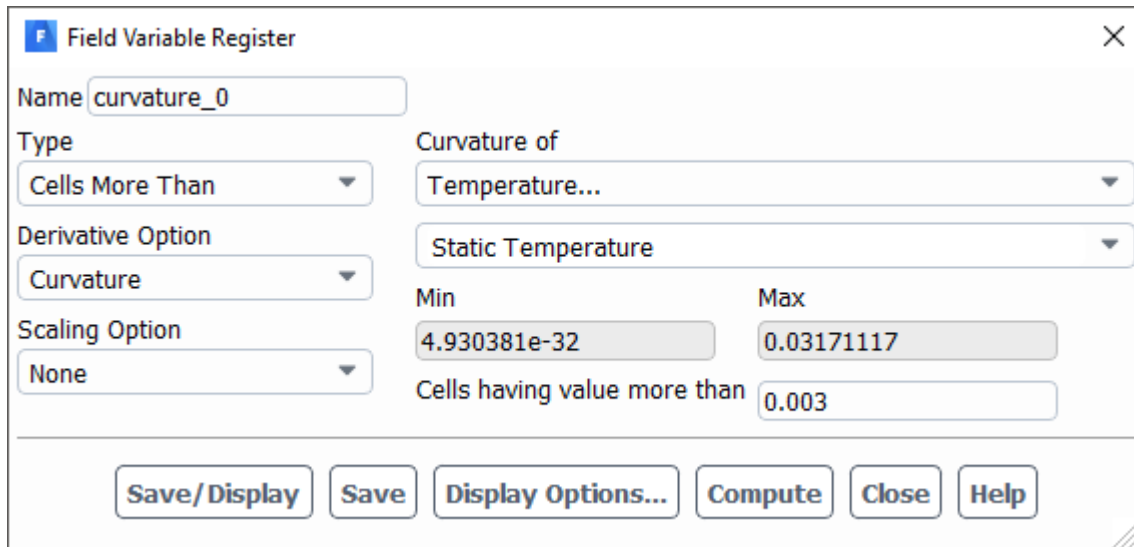 F Field Variable Register
Name curvature_0
Type
Cells More Than
Derivative Option
Curvature
Scaling Option
None
Curvature of
Temperature...
Static Temperature
Min Max
4.930381e-32 0.03171117
Cells having value more than 0.003
Save/Display Save Display Options... Compute Close Help